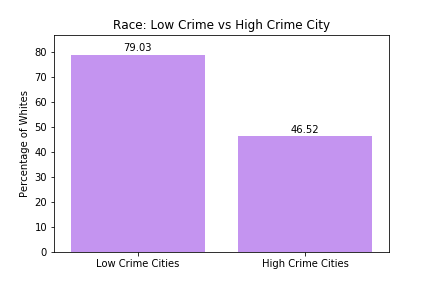 Race: Low Crime vs High Crime City
Percentage of Whites
80
70
60
50
40
30
20
10
0
79.03
46.52
Low Crime Cities
High Crime Cities